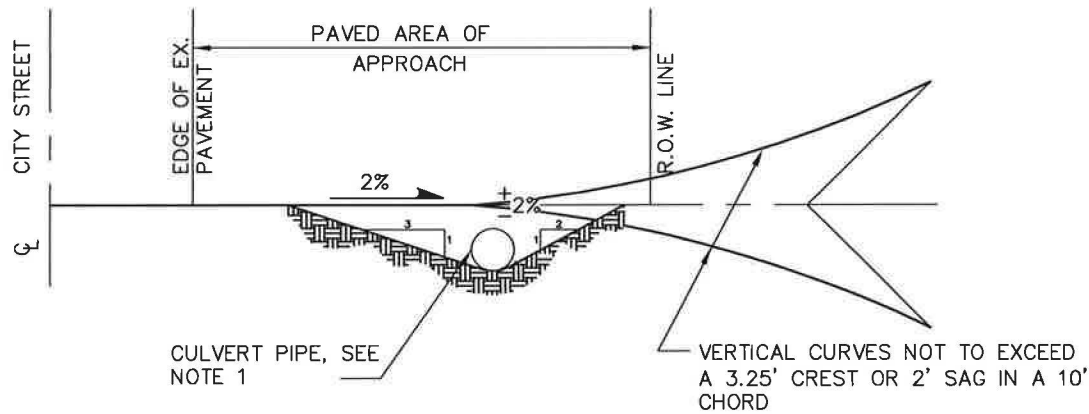 CITY STREET
℄
EDGE OF EX.
PAVEMENT
PAVED AREA OF
APPROACH
R.O.W. LINE
2%
±2%
3
1
1
2
CULVERT PIPE, SEE
NOTE 1
VERTICAL CURVES NOT TO EXCEED
A 3.25' CREST OR 2' SAG IN A 10'
CHORD